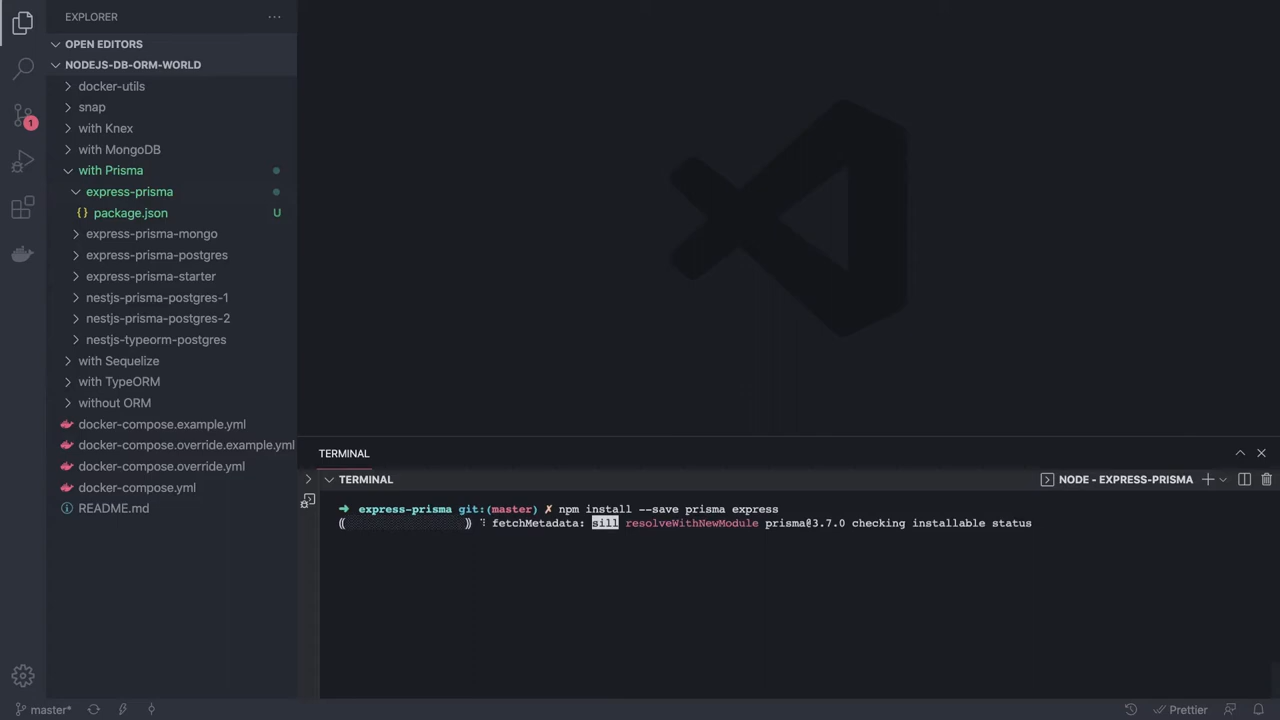 EXPLORER
OPEN EDITORS
NODEJS-DB-ORM-WORLD
docker-utils
snap
with Knex
1
with MongoDB
with Prisma
express-prisma
{} package.json U
express-prisma-mongo
express-prisma-postgres
express-prisma-starter
nestjs-prisma-postgres-1
nestjs-prisma-postgres-2
nestjs-typeorm-postgres
with Sequelize
with TypeORM
without ORM
docker-compose.example.yml
docker-compose.override.example.yml
docker-compose.override.yml
docker-compose.yml
README.md
TERMINAL
TERMINAL
NODE - EXPRESS-PRISMA
➜ express-prisma git:(master) ✗ npm install --save prisma express
fetchMetadata: sill resolveWithNewModule prisma@3.7.0 checking installable status
master*
Prettier